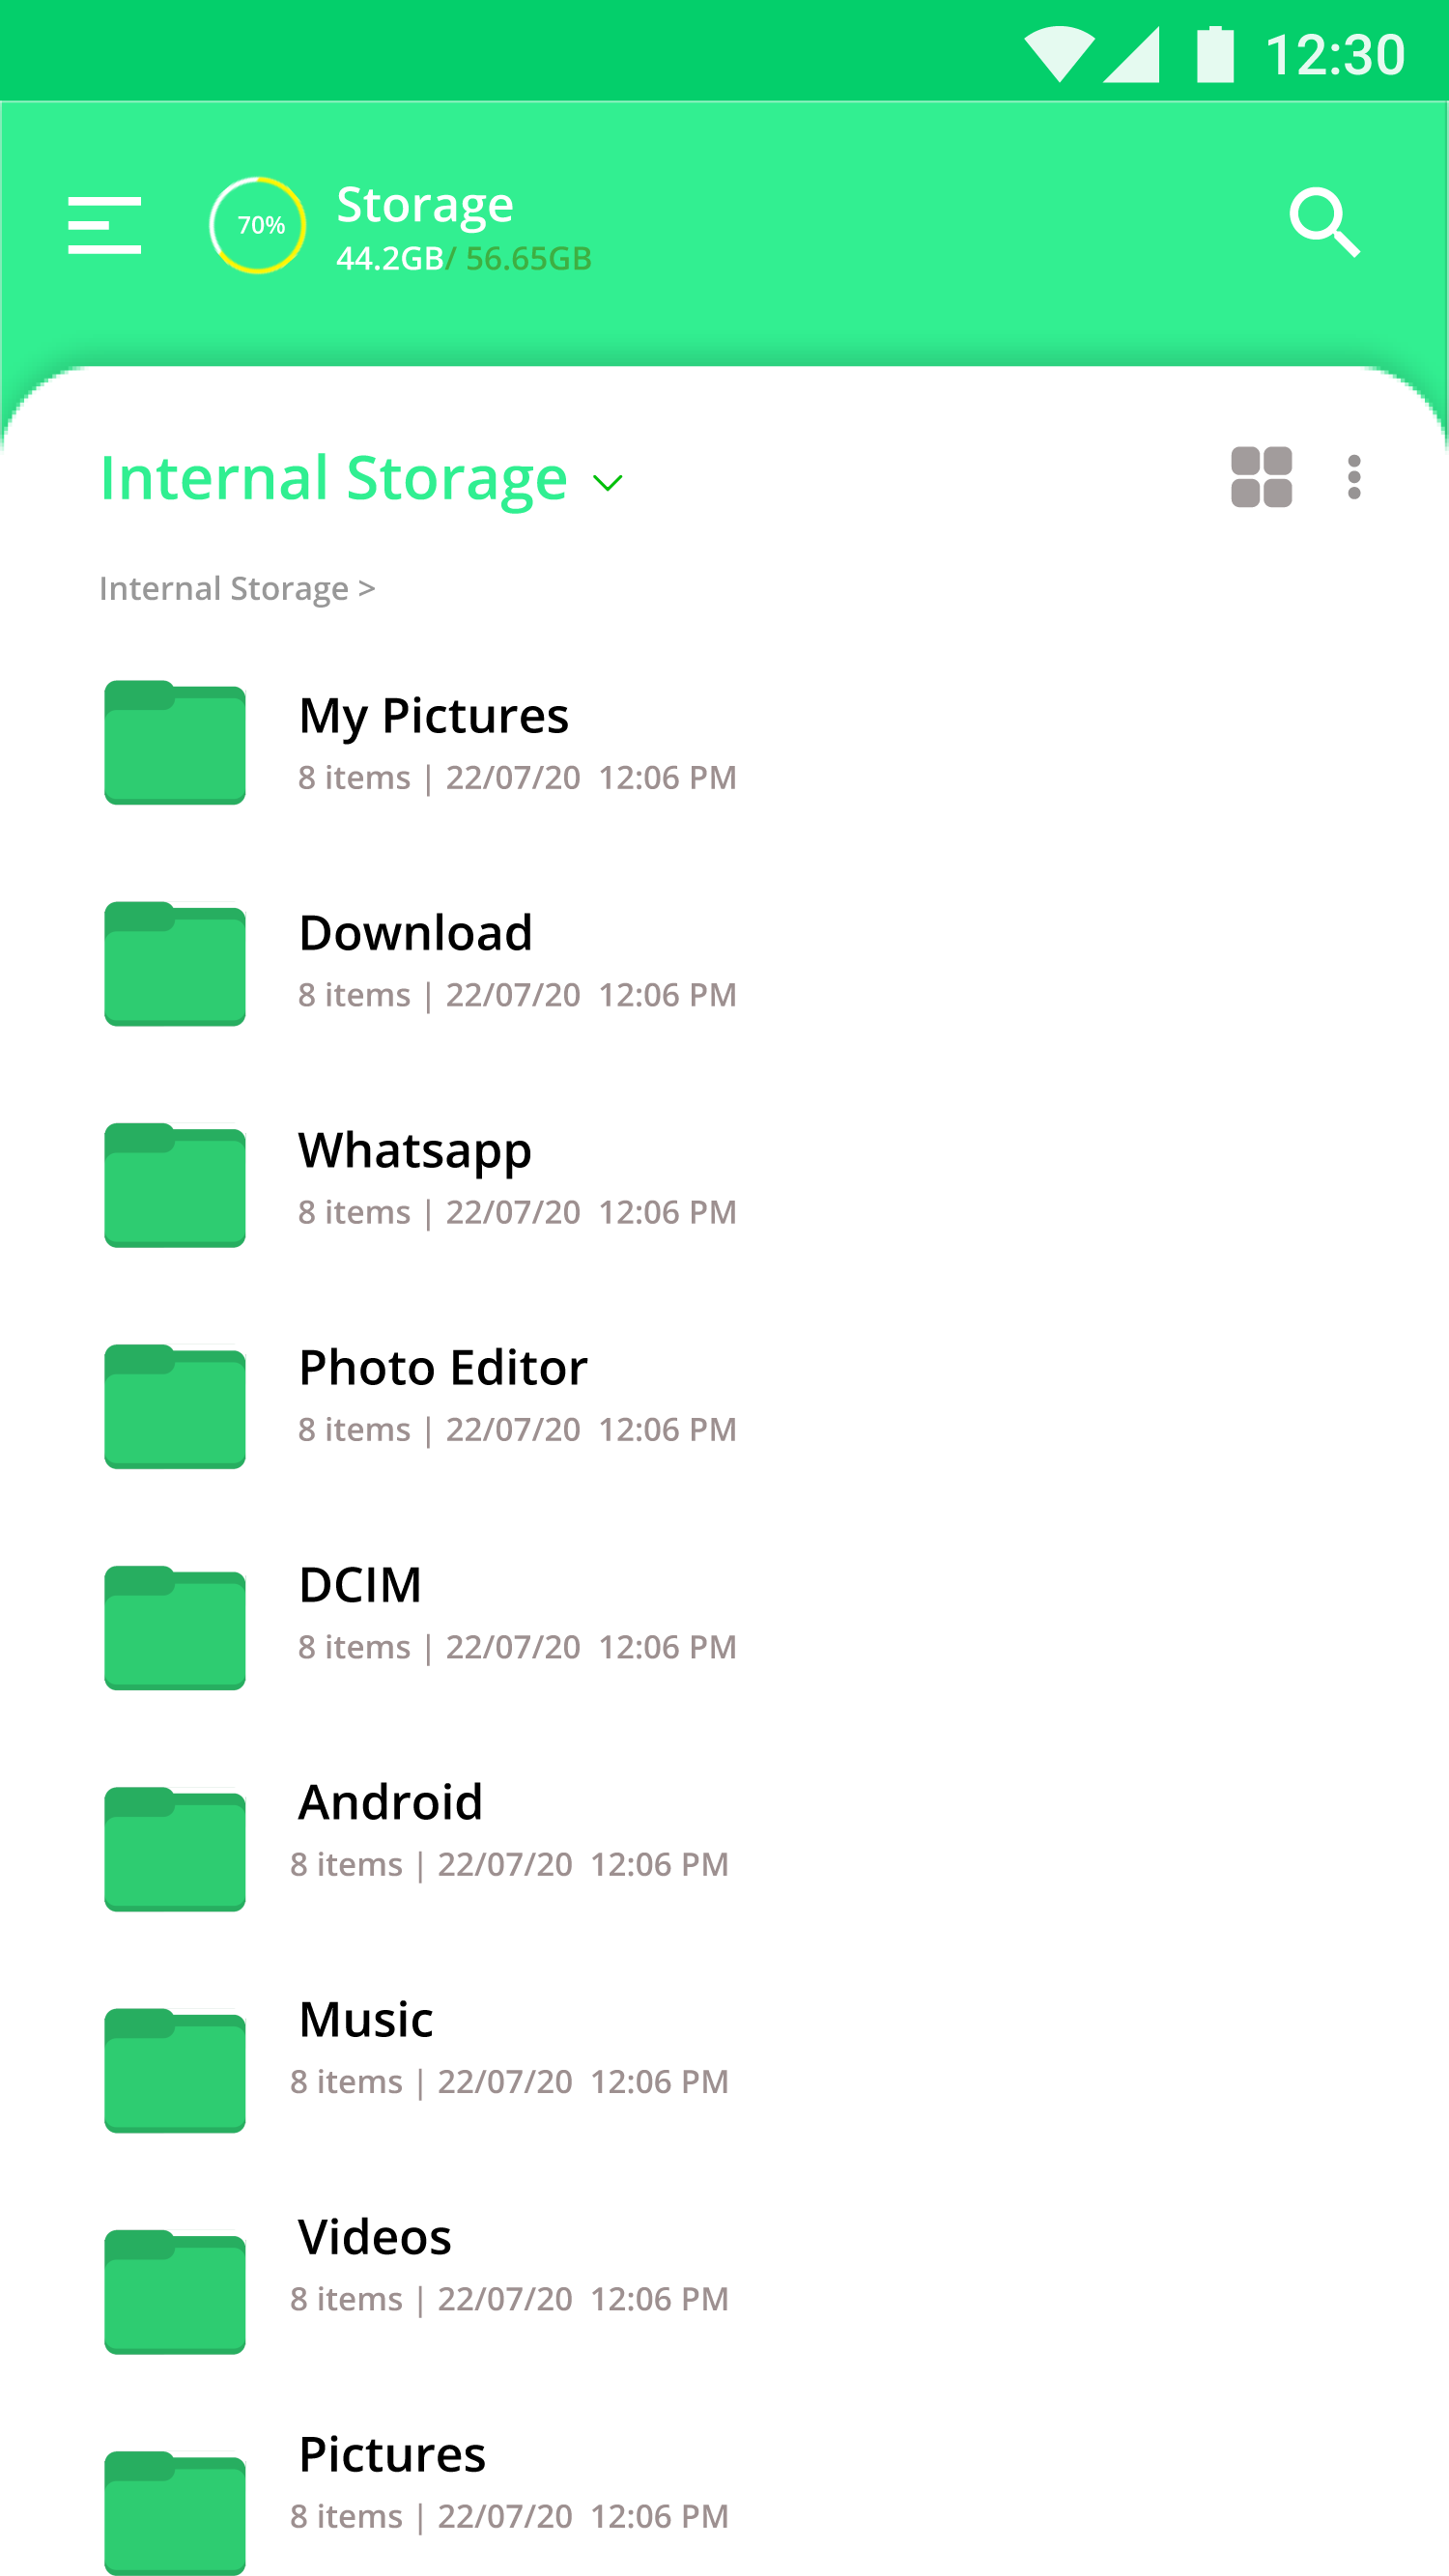 12:30
70%
Storage
44.2GB/ 56.65GB
Internal Storage
Internal Storage >
My Pictures
8 items | 22/07/20  12:06 PM
Download
8 items | 22/07/20  12:06 PM
Whatsapp
8 items | 22/07/20  12:06 PM
Photo Editor
8 items | 22/07/20  12:06 PM
DCIM
8 items | 22/07/20  12:06 PM
Android
8 items | 22/07/20  12:06 PM
Music
8 items | 22/07/20  12:06 PM
Videos
8 items | 22/07/20  12:06 PM
Pictures
8 items | 22/07/20  12:06 PM